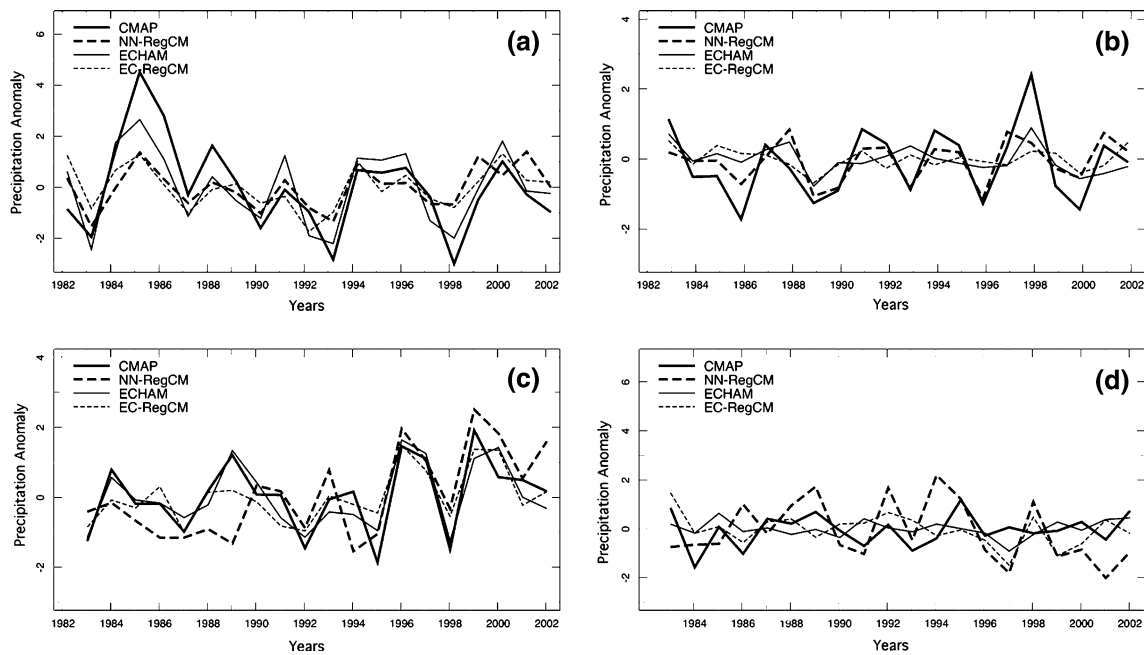 6
4
2
0
-2
Precipitation Anomaly
CMAP
NN-RegCM
ECHAM
EC-RegCM
(a)
1982 1984 1986 1988 1990 1992 1994 1996 1998 2000 2002
Years
4
2
0
-2
Precipitation Anomaly
CMAP
NN-RegCM
ECHAM
EC-RegCM
(b)
1982 1984 1986 1988 1990 1992 1994 1996 1998 2000 2002
Years
4
2
0
-2
Precipitation Anomaly
CMAP
NN-RegCM
ECHAM
EC-RegCM
(c)
1982 1984 1986 1988 1990 1992 1994 1996 1998 2000 2002
Years
6
4
2
0
-2
Precipitation Anomaly
CMAP
NN-RegCM
ECHAM
EC-RegCM
(d)
1984 1986 1988 1990 1992 1994 1996 1998 2000 2002
Years